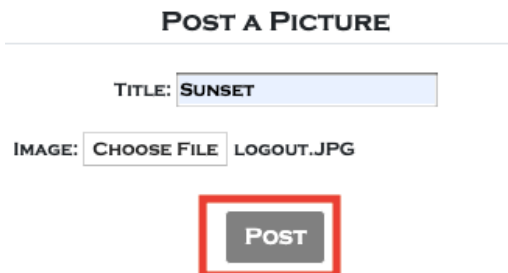 Post a Picture
Title: Sunset
Image: Choose File logout.JPG
Post